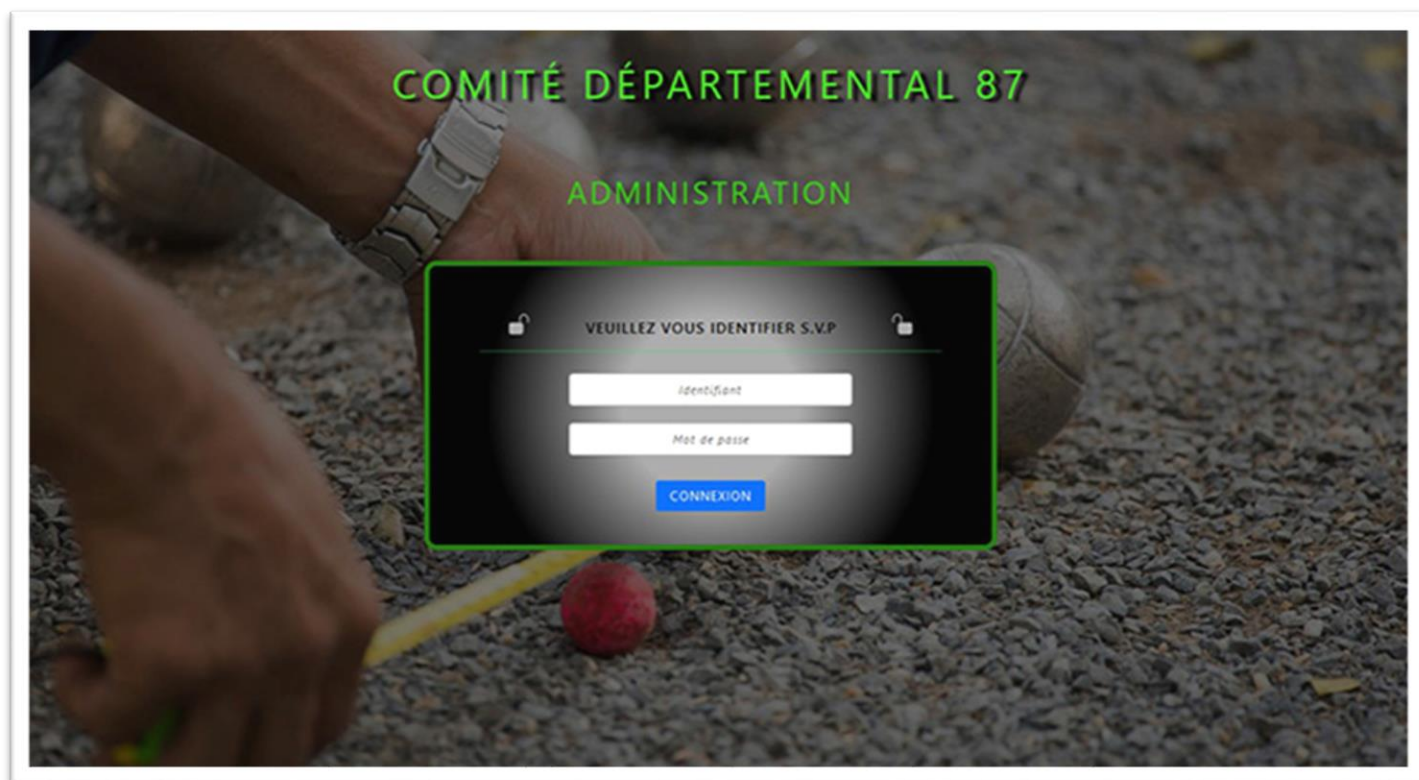 COMITÉ DÉPARTEMENTAL 87
ADMINISTRATION
VEUILLEZ VOUS IDENTIFIER S.V.P
Identifiant
Mot de passe
CONNEXION